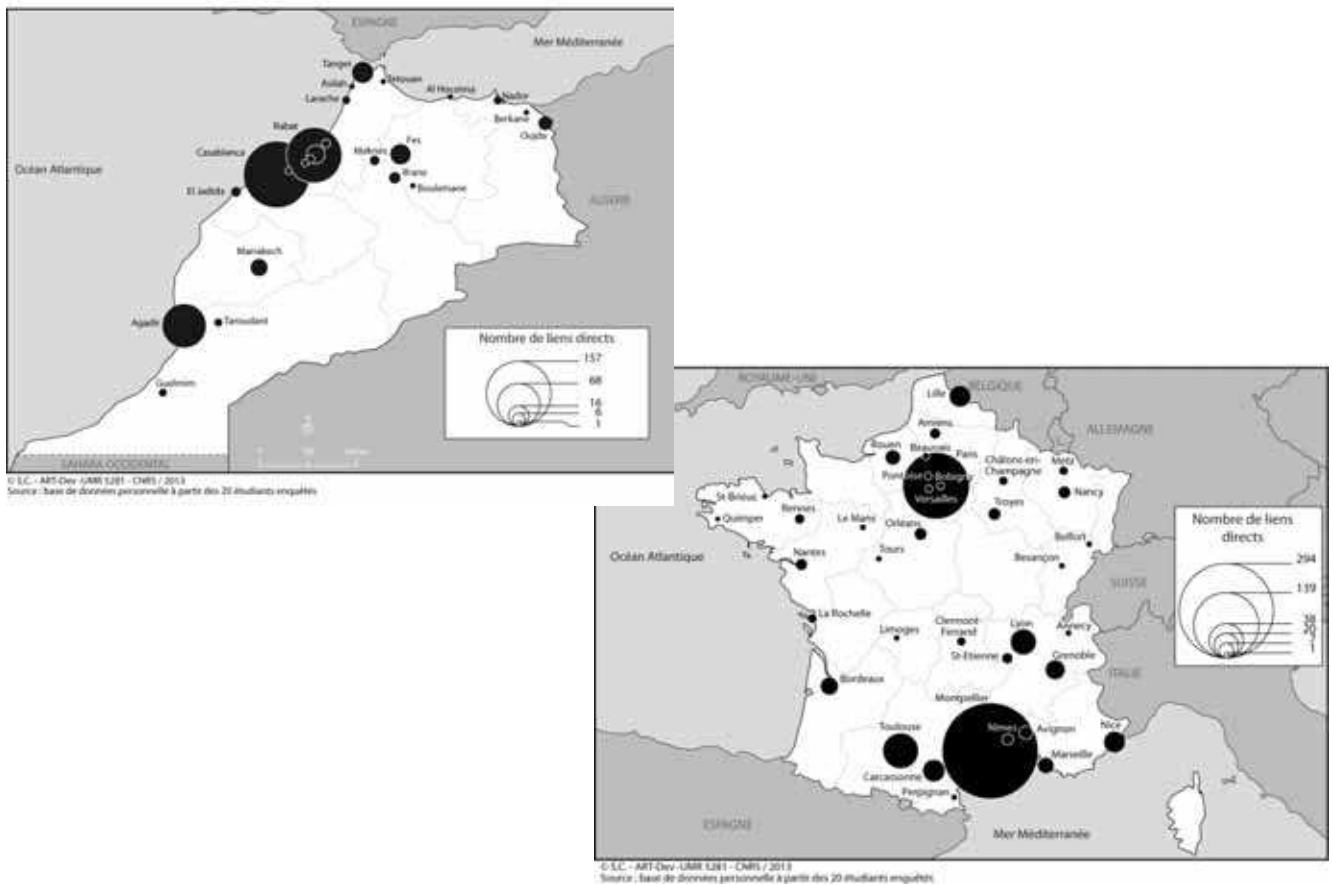 ESPAGNE
Mer Méditerranée
Tanger
Tetouan
Asilah
Al Hoceima
Larache
Nador
Berkane
Oujda
Rabat
Casablanca
Meknès
Fes
Océan Atlantique
Ifrane
El Jadida
Boulemane
ALGERIE
Marrakech
Agadir
Taroudant
Guelmim
Nombre de liens directs
157
68
16
6
1
SAHARA OCCIDENTAL
© S.C. - ART-Dev -UMR 5281 - CNRS / 2013
Source : base de données personnelle à partir des 20 étudiants enquêtés
ROYAUME-UNI
BELGIQUE
Lille
ALLEMAGNE
Amiens
Rouen
Beauvais
Paris
Châlons-en-
Champagne
Metz
Pontoise
Bobigny
Nancy
Versailles
St-Brieuc
Quimper
Rennes
Le Mans
Orléans
Troyes
Belfort
Nantes
Tours
Besançon
Océan Atlantique
SUISSE
La Rochelle
Limoges
Clermont-
Ferrand
Lyon
Annecy
St-Etienne
Grenoble
ITALIE
Bordeaux
Montpellier
Toulouse
Nîmes
Avignon
Nice
Marseille
Carcassonne
Perpignan
ESPAGNE
Mer Méditerranée
Nombre de liens
directs
294
139
1
© S.C. - ART-Dev -UMR 5281 - CNRS / 2013
Source : base de données personnelle à partir des 20 étudiants enquêtés